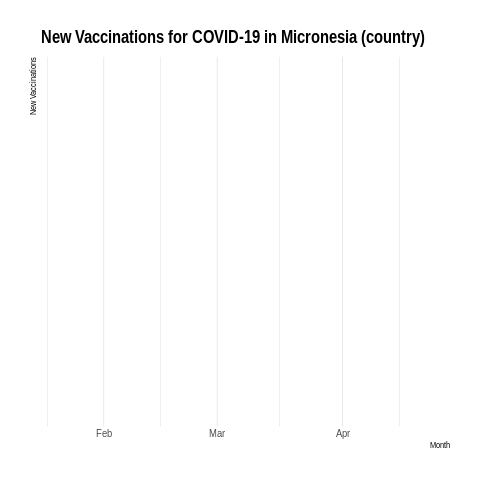 New Vaccinations for COVID-19 in Micronesia (country)
New Vaccinations
Feb Mar Apr
Month